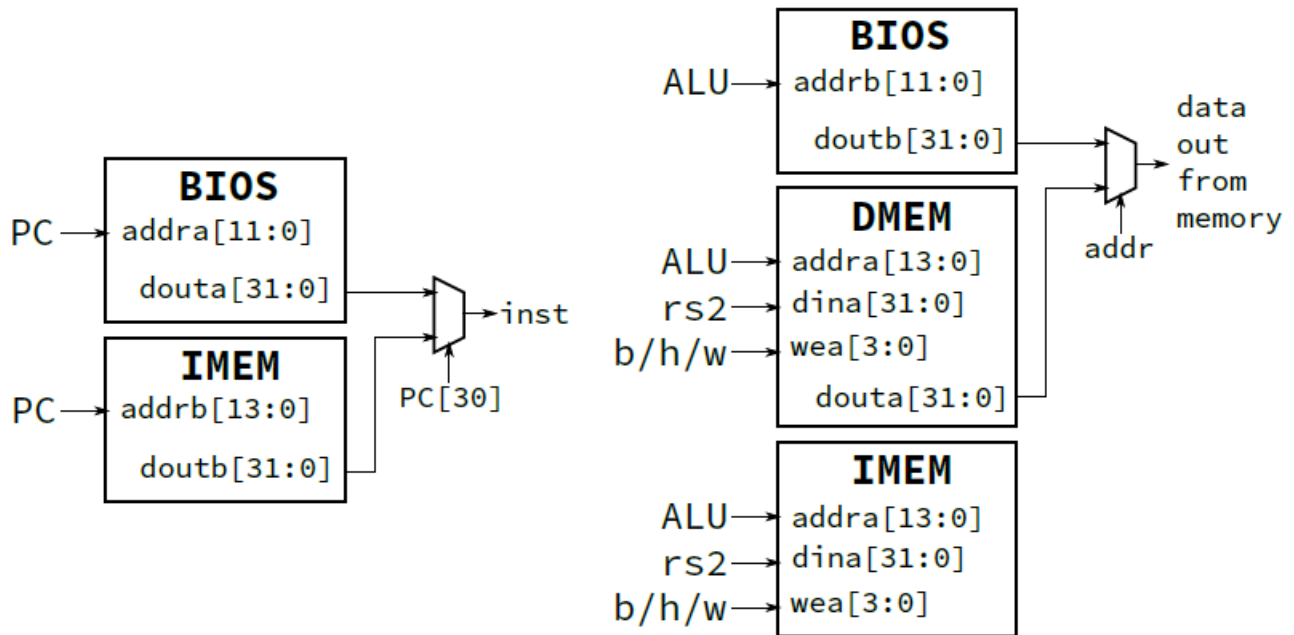 BIOS
PC
addra[11:0]
douta[31:0]
IMEM
PC
addrb[13:0]
doutb[31:0]
inst
PC[30]
BIOS
ALU
addrb[11:0]
doutb[31:0]
DMEM
ALU
addra[13:0]
rs2
dina[31:0]
b/h/w
wea[3:0]
douta[31:0]
data
out
from
memory
addr
IMEM
ALU
addra[13:0]
rs2
dina[31:0]
b/h/w
wea[3:0]